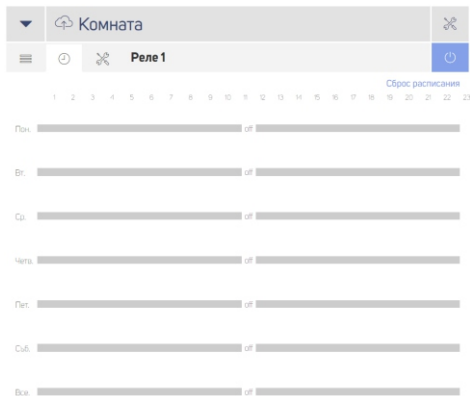 Комната
Реле 1
Сброс расписания
1 2 3 4 5 6 7 8 9 10 11 12 13 14 15 16 17 18 19 20 21 22 23
Пон. off
Вт. off
Ср. off
Четв. off
Пят. off
Суб. off
Вос. off